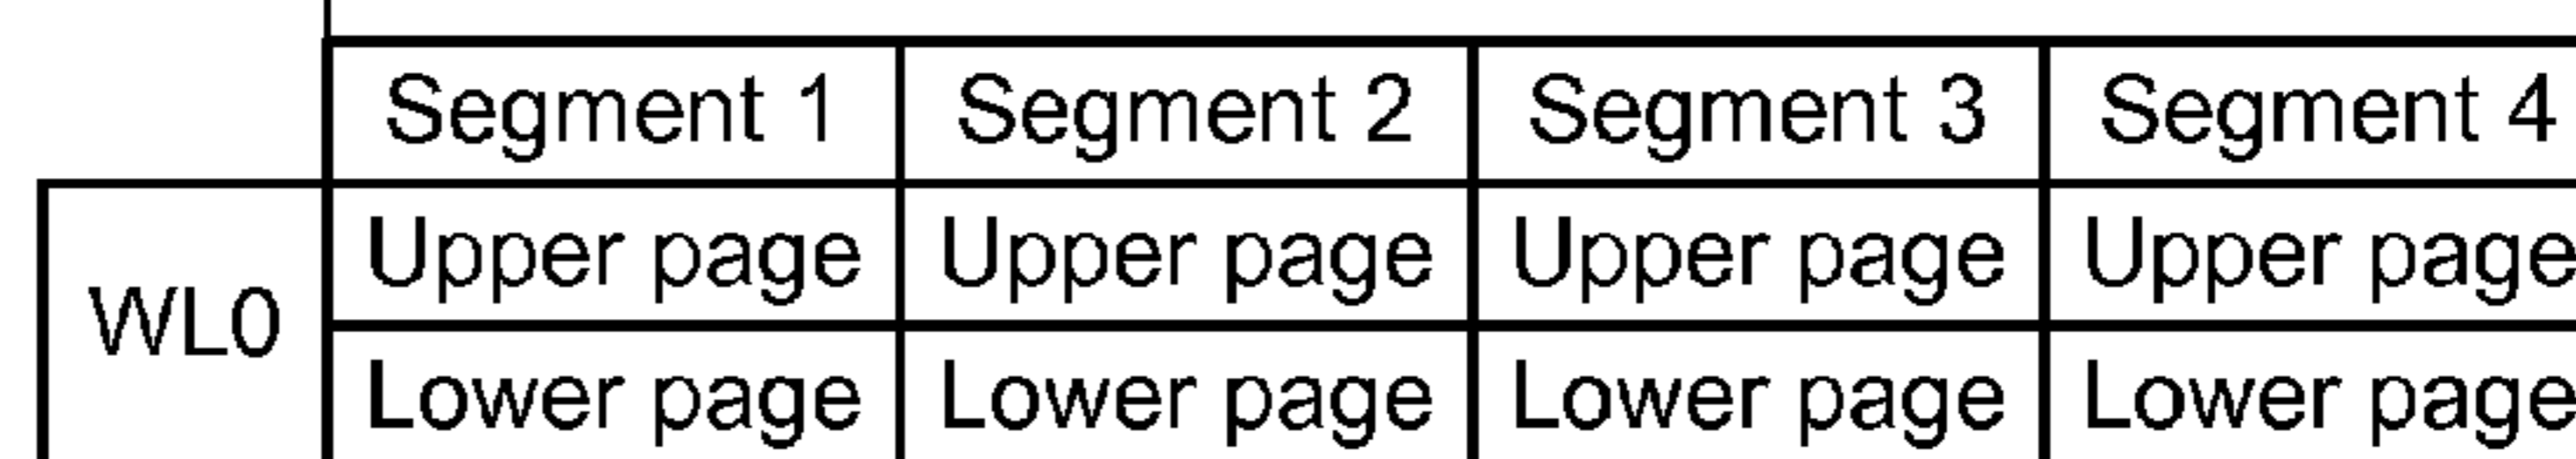 Segment 1 Segment 2 Segment 3 Segment 4
Upper page Upper page Upper page Upper page
WL0
Lower page Lower page Lower page Lower page